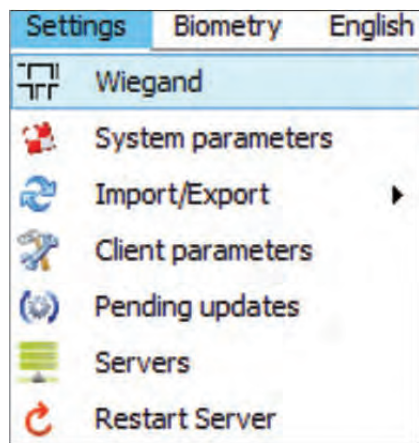 Settings Biometry English
Wiegand
System parameters
Import/Export
Client parameters
Pending updates
Servers
Restart Server